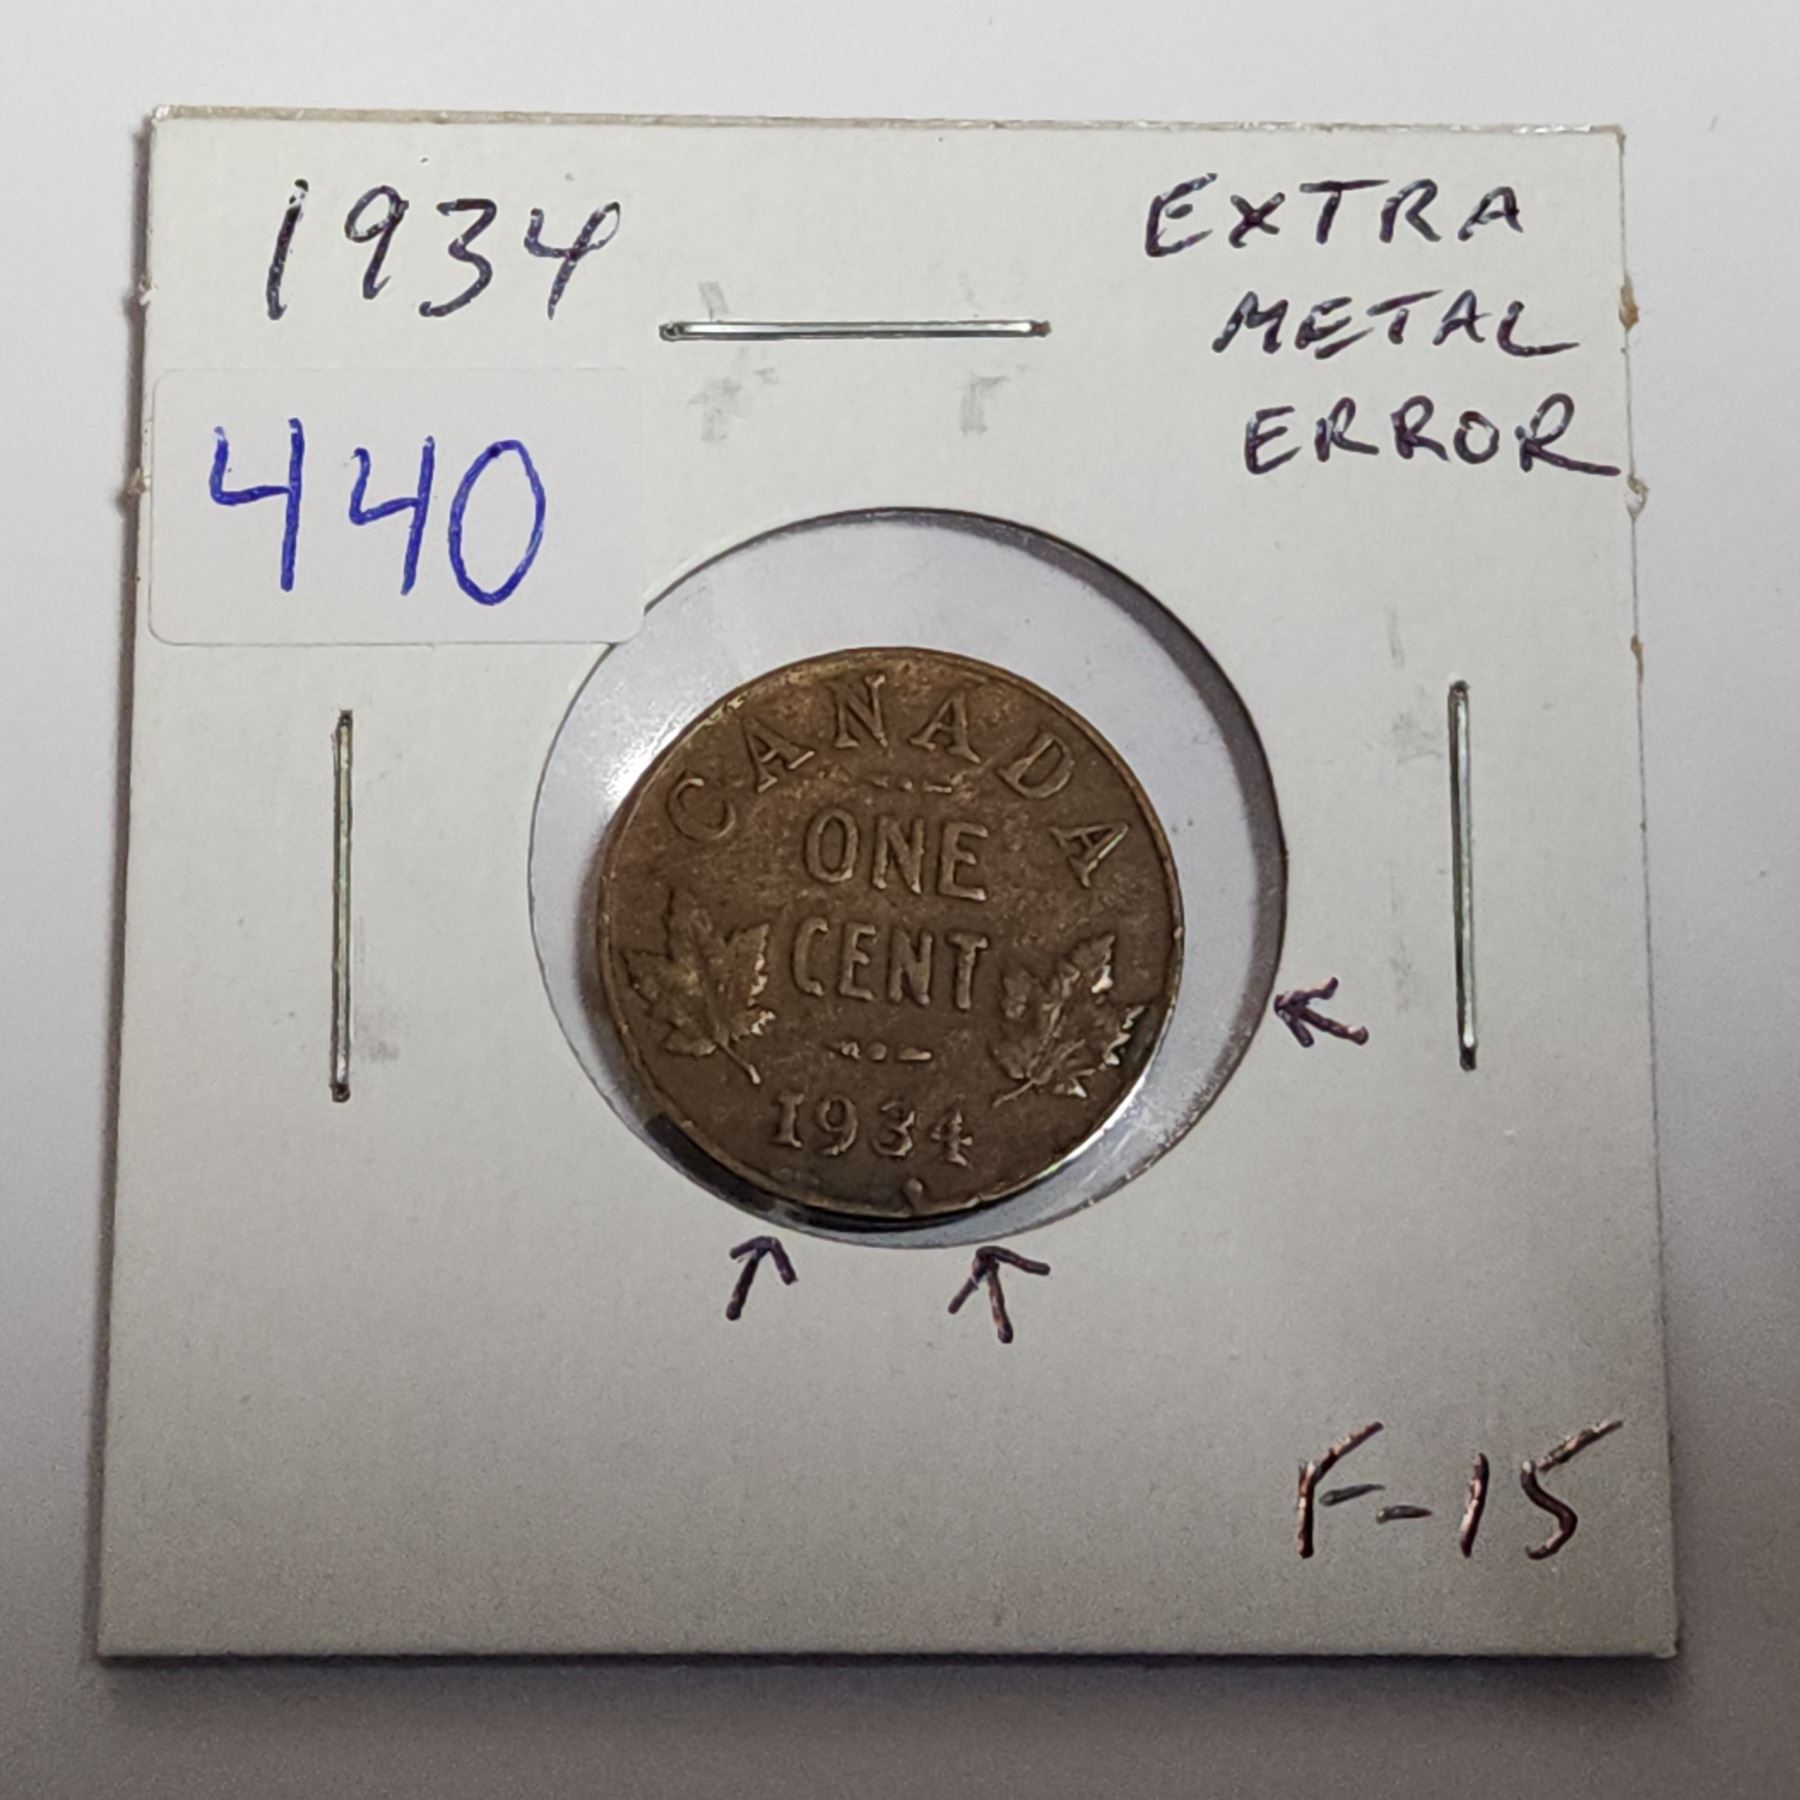 1934
EXTRA
METAL
ERROR
440
CANADA
ONE
CENT
1934
F-15